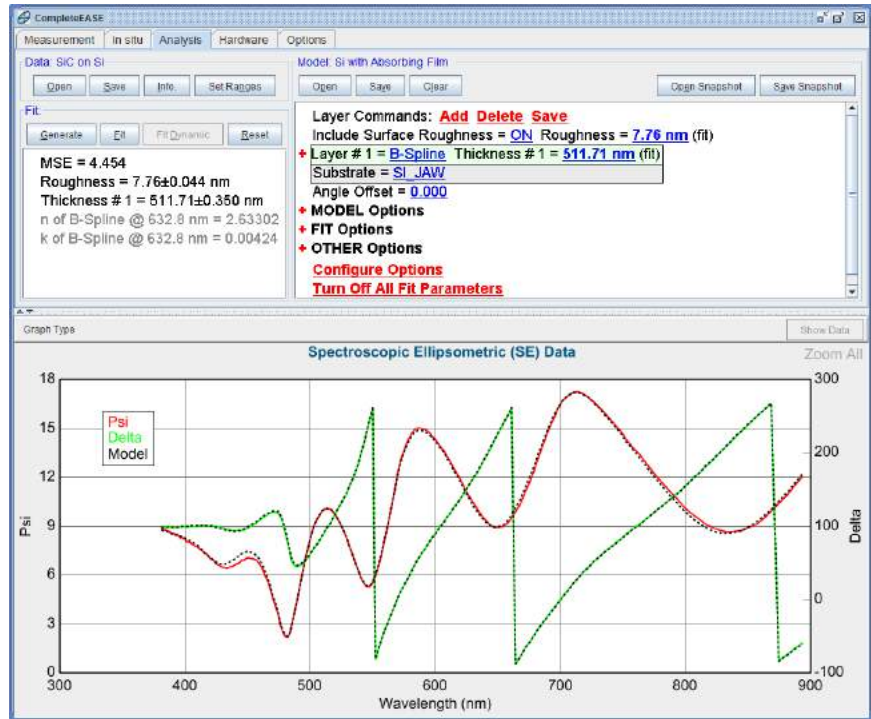 CompleteEASE
Measurement In situ Analysis Hardware Options
Data: SiC on Si
Open Save Info. Set Ranges
Fit:
Generate Fit Fit Dynamic Reset
MSE = 4.454
Roughness = 7.76±0.044 nm
Thickness # 1 = 511.71±0.350 nm
n of B-Spline @ 632.8 nm = 2.63302
k of B-Spline @ 632.8 nm = 0.00424
Model: Si with Absorbing Film
Open Save Clear Open Snapshot Save Snapshot
Layer Commands: Add Delete Save
Include Surface Roughness = ON Roughness = 7.76 nm (fit)
+ Layer # 1 = B-Spline Thickness # 1 = 511.71 nm (fit)
Substrate = SI_JAW
Angle Offset = 0.000
+ MODEL Options
+ FIT Options
+ OTHER Options
Configure Options
Turn Off All Fit Parameters
Graph Type Show Data
Spectroscopic Ellipsometric (SE) Data
Zoom All
Psi
Delta
Model
18
15
12
9
6
3
0
Psi
300
200
100
0
-100
Delta
300 400 500 600 700 800 900
Wavelength (nm)